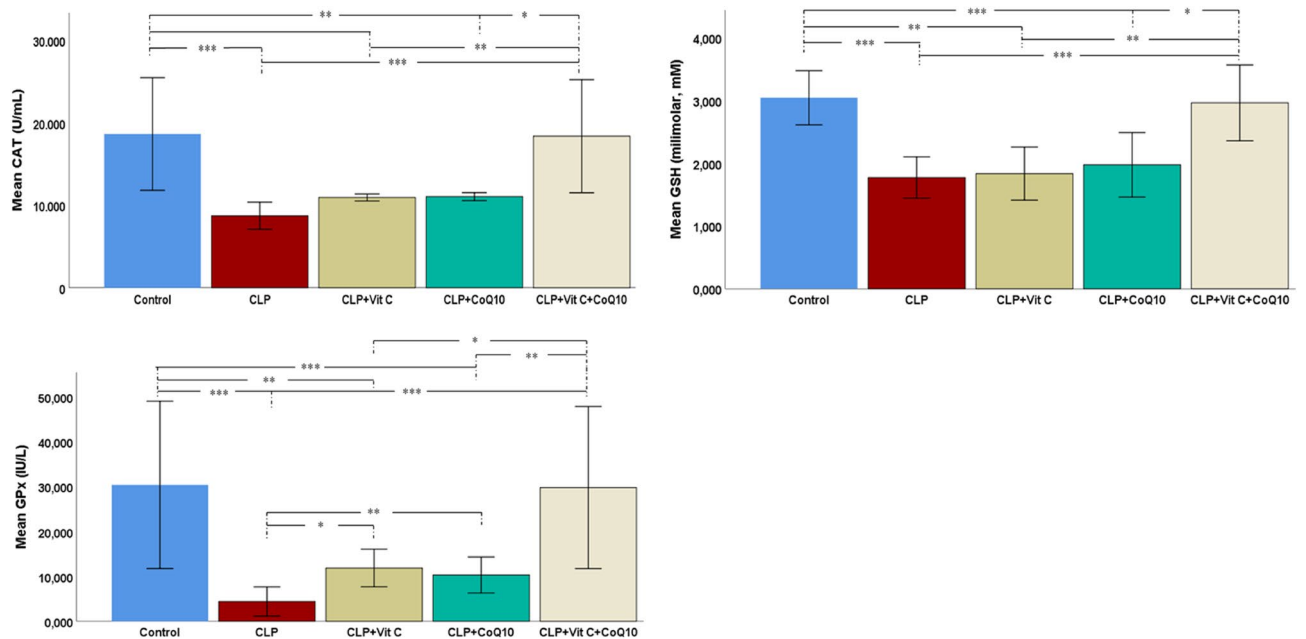 ** *
30.000 *** **
20.000 ***
10.000
0
Mean CAT (U/mL)
Control CLP CLP+Vit C CLP+CoQ10 CLP+Vit C+CoQ10
*** *
4,000 ** **
*** ***
3,000
2,000
1,000
0,000
Mean GSH (milimolar, mM)
Control CLP CLP+Vit C CLP+CoQ10 CLP+Vit C+CoQ10
*
*** **
**
*** ***
50,000
40,000
30,000
20,000 **
*
10,000
0,000
Mean GPx (IU/L)
Control CLP CLP+Vit C CLP+CoQ10 CLP+Vit C+CoQ10